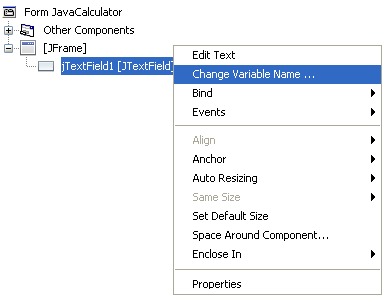 Form JavaCalculator
Other Components
[JFrame]
jTextField1 [JTextField]
Edit Text
Change Variable Name ...
Bind
Events
Align
Anchor
Auto Resizing
Same Size
Set Default Size
Space Around Component...
Enclose In
Properties